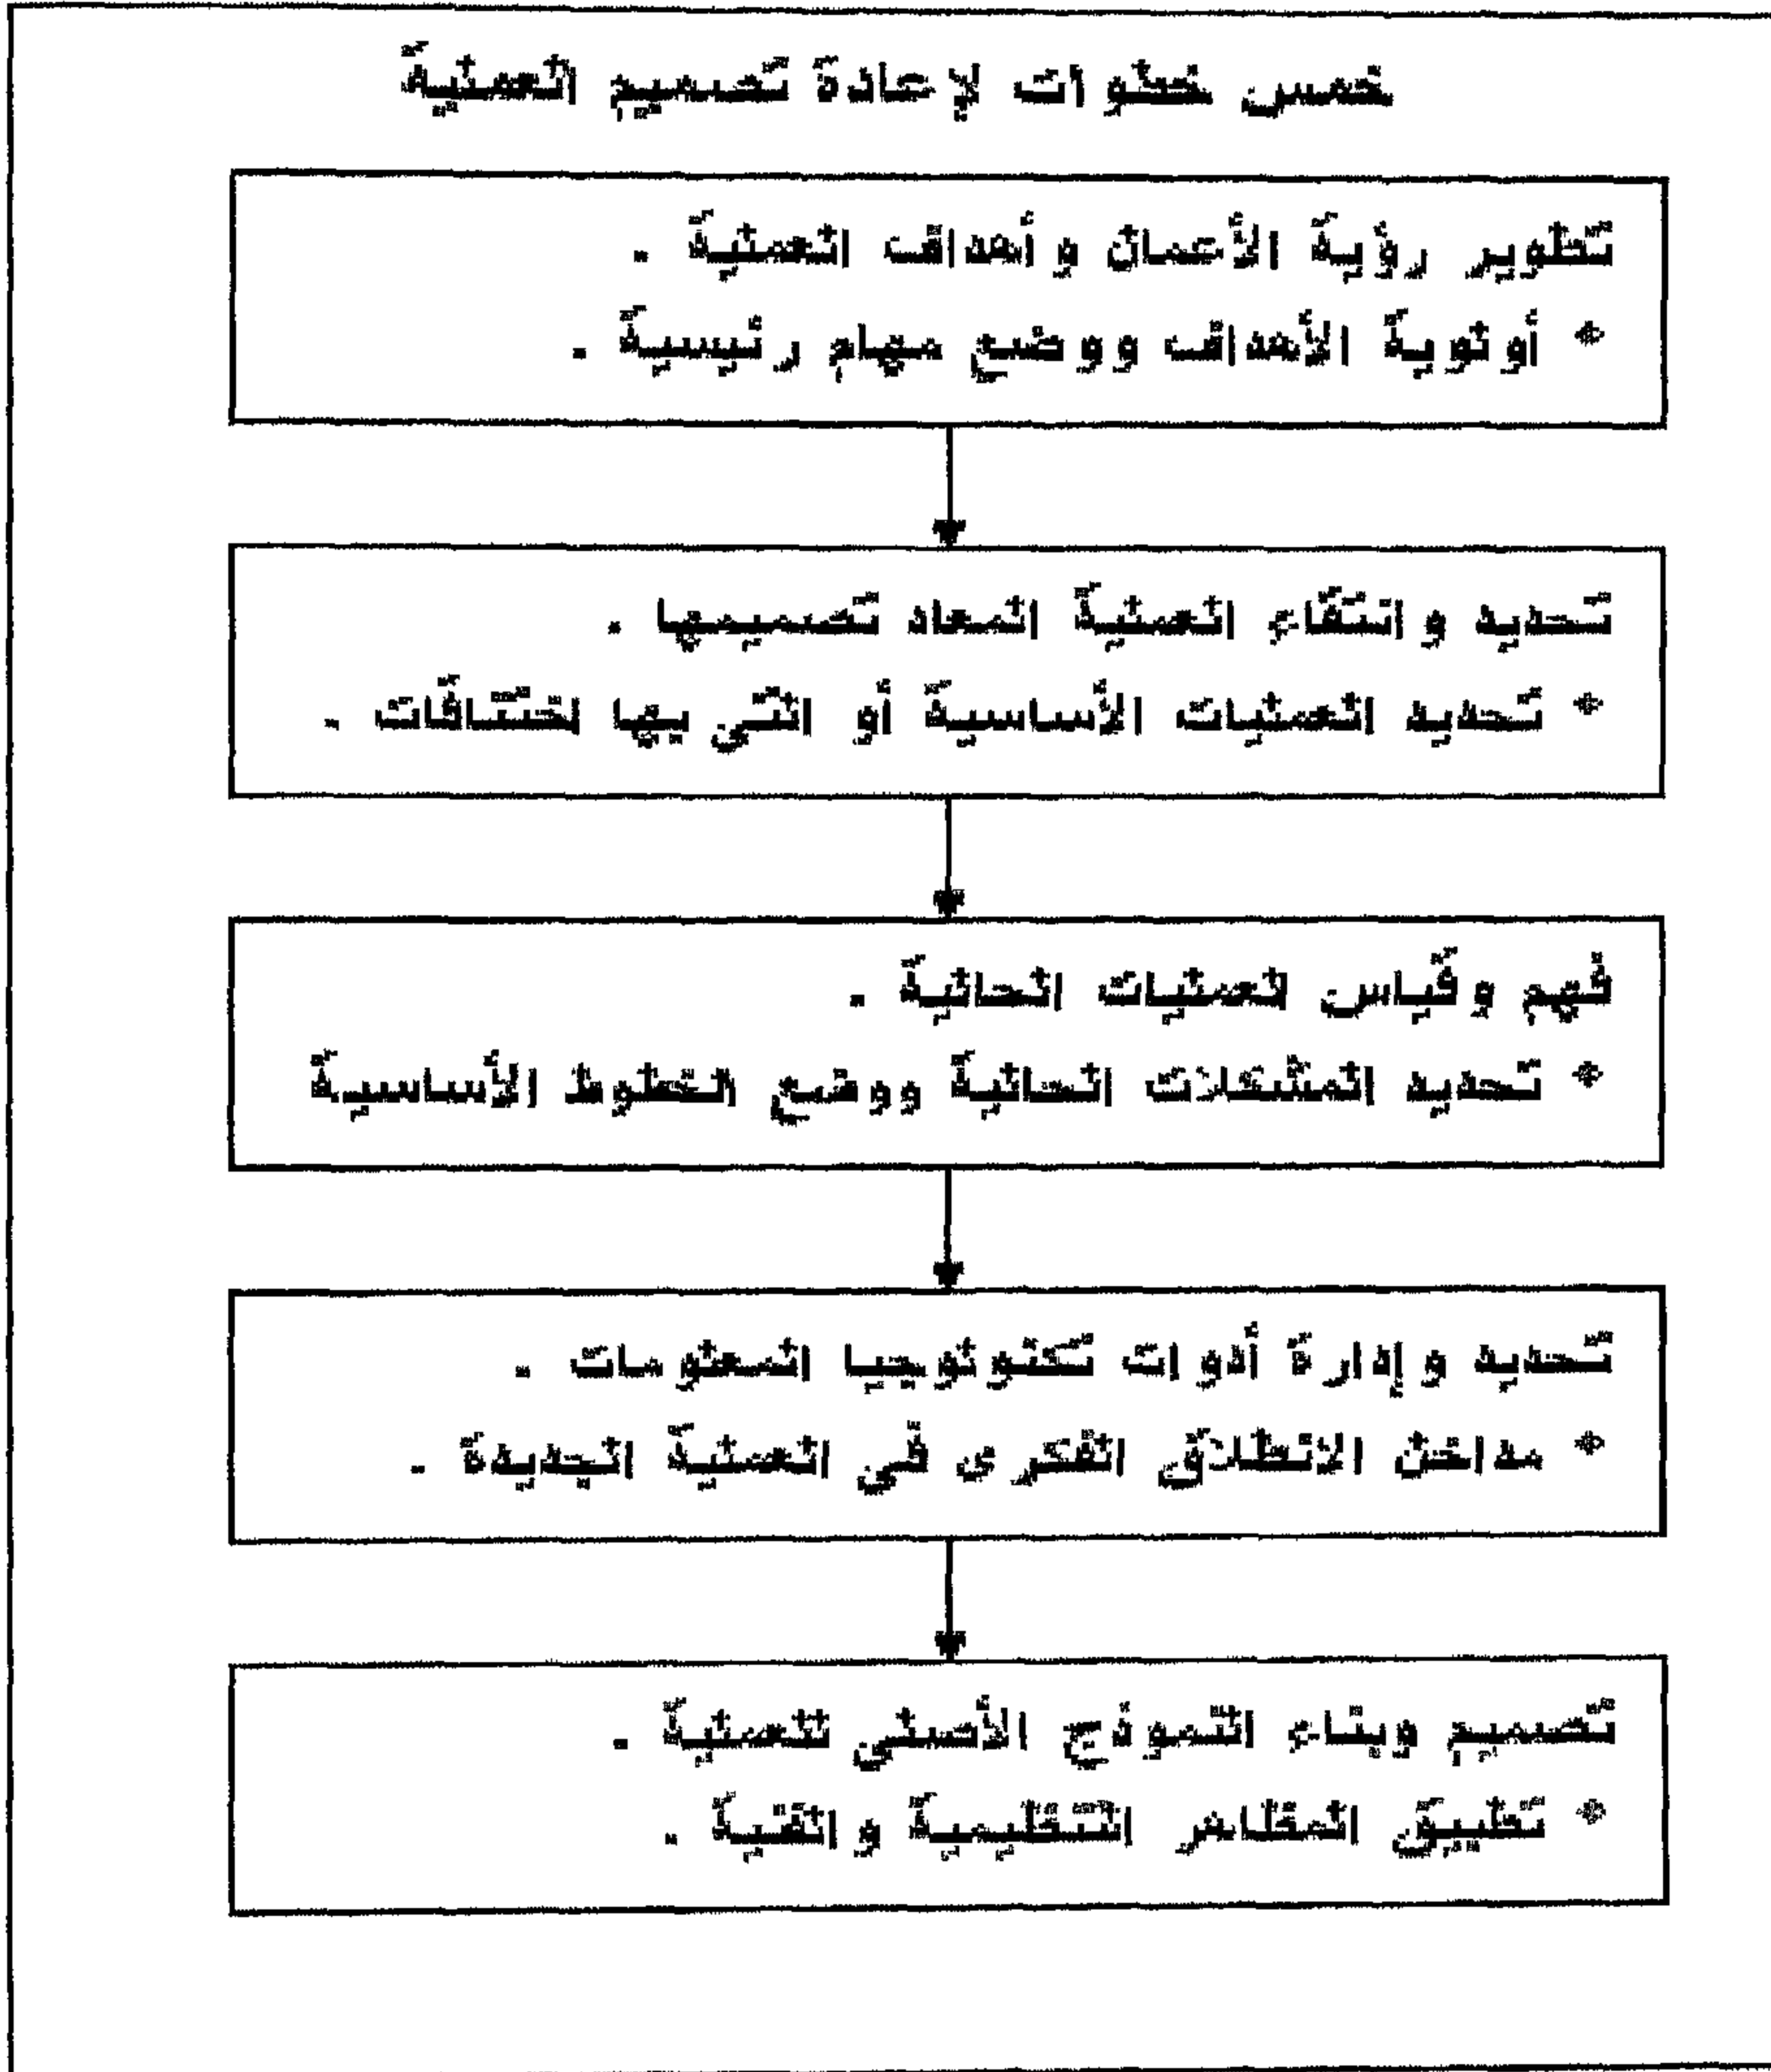 خمس خطوات لإعادة تصميم العملية
تطوير رؤية الأعمال وأهداف العملية .
* أولوية الأهداف ووضع مهام رئيسية .
تحديد وانتقاء العملية المعاد تصميمها .
* تحديد العمليات الأساسية أو التي بها اختناقات .
فهم وقياس العمليات الحالية .
* تحديد المشكلات الحالية ووضع الخطوط الأساسية
تحديد وإدارة أدوات تكنولوجيا المعلومات .
* مداخل الانطلاق الفكرى في العملية الجديدة .
تصميم وبناء النموذج الأصلي للعملية .
* تطبيق المظاهر التنظيمية والفنية .